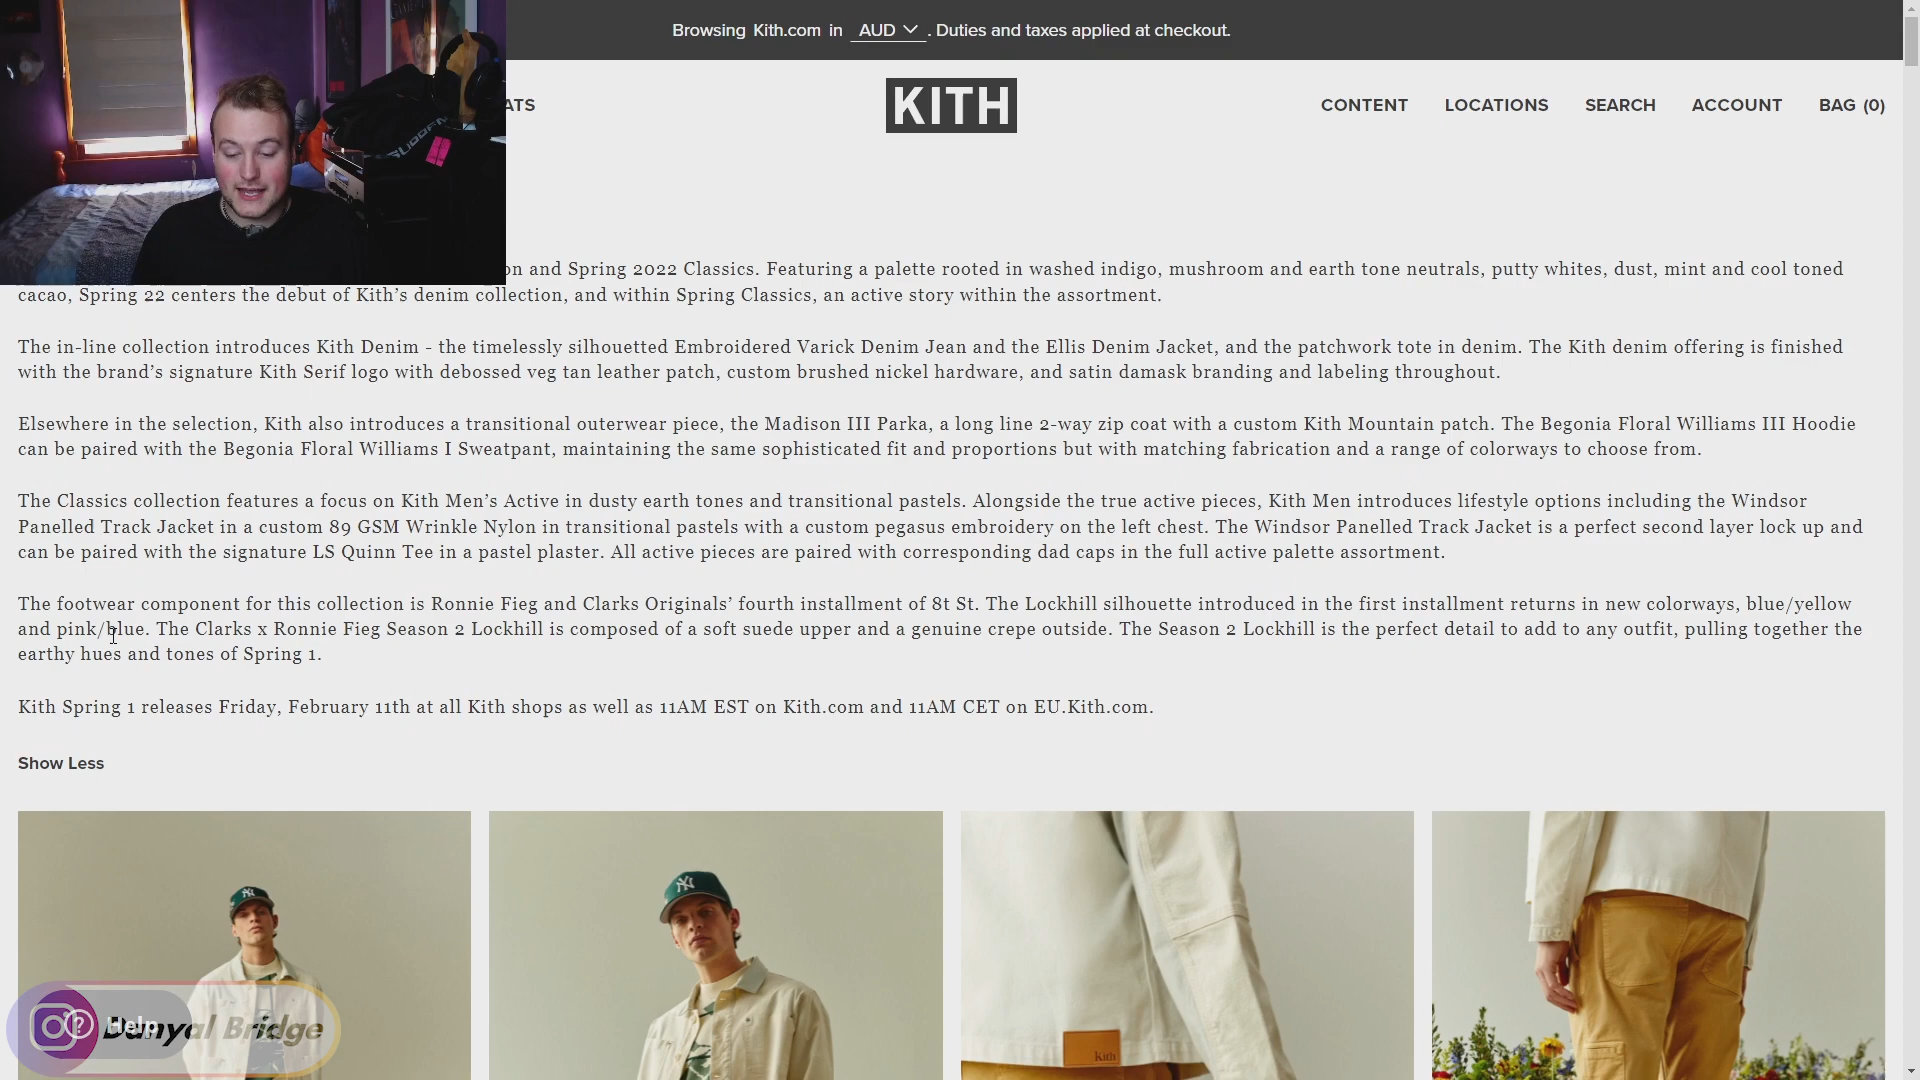 Browsing Kith.com in AUD . Duties and taxes applied at checkout.
ATS
KITH
CONTENT LOCATIONS SEARCH ACCOUNT BAG (0)
SUDDEN
on and Spring 2022 Classics. Featuring a palette rooted in washed indigo, mushroom and earth tone neutrals, putty whites, dust, mint and cool toned
cacao, Spring 22 centers the debut of Kith’s denim collection, and within Spring Classics, an active story within the assortment.
The in-line collection introduces Kith Denim - the timelessly silhouetted Embroidered Varick Denim Jean and the Ellis Denim Jacket, and the patchwork tote in denim. The Kith denim offering is finished
with the brand’s signature Kith Serif logo with debossed veg tan leather patch, custom brushed nickel hardware, and satin damask branding and labeling throughout.
Elsewhere in the selection, Kith also introduces a transitional outerwear piece, the Madison III Parka, a long line 2-way zip coat with a custom Kith Mountain patch. The Begonia Floral Williams III Hoodie
can be paired with the Begonia Floral Williams I Sweatpant, maintaining the same sophisticated fit and proportions but with matching fabrication and a range of colorways to choose from.
The Classics collection features a focus on Kith Men’s Active in dusty earth tones and transitional pastels. Alongside the true active pieces, Kith Men introduces lifestyle options including the Windsor
Panelled Track Jacket in a custom 89 GSM Wrinkle Nylon in transitional pastels with a custom pegasus embroidery on the left chest. The Windsor Panelled Track Jacket is a perfect second layer lock up and
can be paired with the signature LS Quinn Tee in a pastel plaster. All active pieces are paired with corresponding dad caps in the full active palette assortment.
The footwear component for this collection is Ronnie Fieg and Clarks Originals’ fourth installment of 8t St. The Lockhill silhouette introduced in the first installment returns in new colorways, blue/yellow
and pink/blue. The Clarks x Ronnie Fieg Season 2 Lockhill is composed of a soft suede upper and a genuine crepe outside. The Season 2 Lockhill is the perfect detail to add to any outfit, pulling together the
earthy hues and tones of Spring 1.
Kith Spring 1 releases Friday, February 11th at all Kith shops as well as 11AM EST on Kith.com and 11AM CET on EU.Kith.com.
Show Less
NY
NY
Kith
? Help
Danyal Bridge